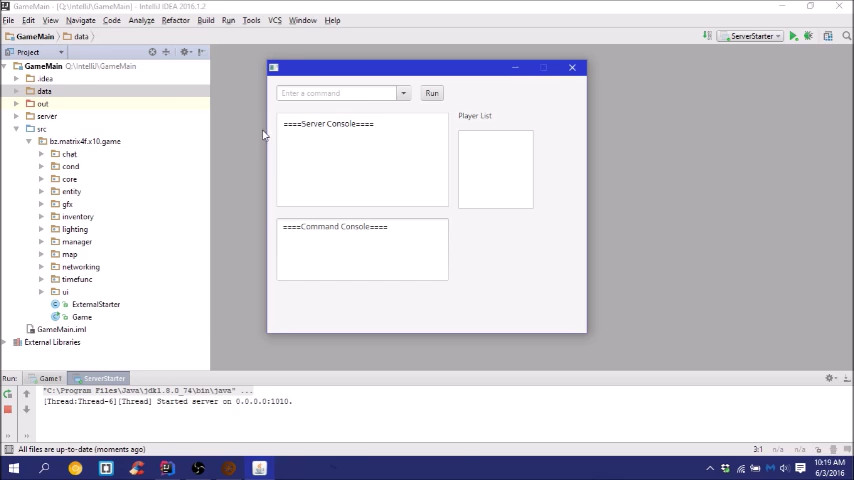 GameMain - [Q:\IntelliJ\GameMain] - IntelliJ IDEA 2016.1.2
File Edit View Navigate Code Analyze Refactor Build Run Tools VCS Window Help
GameMain data
ServerStarter
Project
GameMain Q:\IntelliJ\GameMain
.idea
data
out
server
src
bz.matrix4f.x10.game
chat
cond
core
entity
gfx
inventory
lighting
manager
map
networking
timefunc
ui
ExternalStarter
Game
GameMain.iml
External Libraries
Enter a command
Run
====Server Console====
Player List
====Command Console====
Run: Game1 ServerStarter
"C:\Program Files\Java\jdk1.8.0_74\bin\java" ...
[Thread:Thread-6][Thread] Started server on 0.0.0.0:1010.
All files are up-to-date (moments ago)
3:1 n/a n/a
10:19 AM
6/3/2016